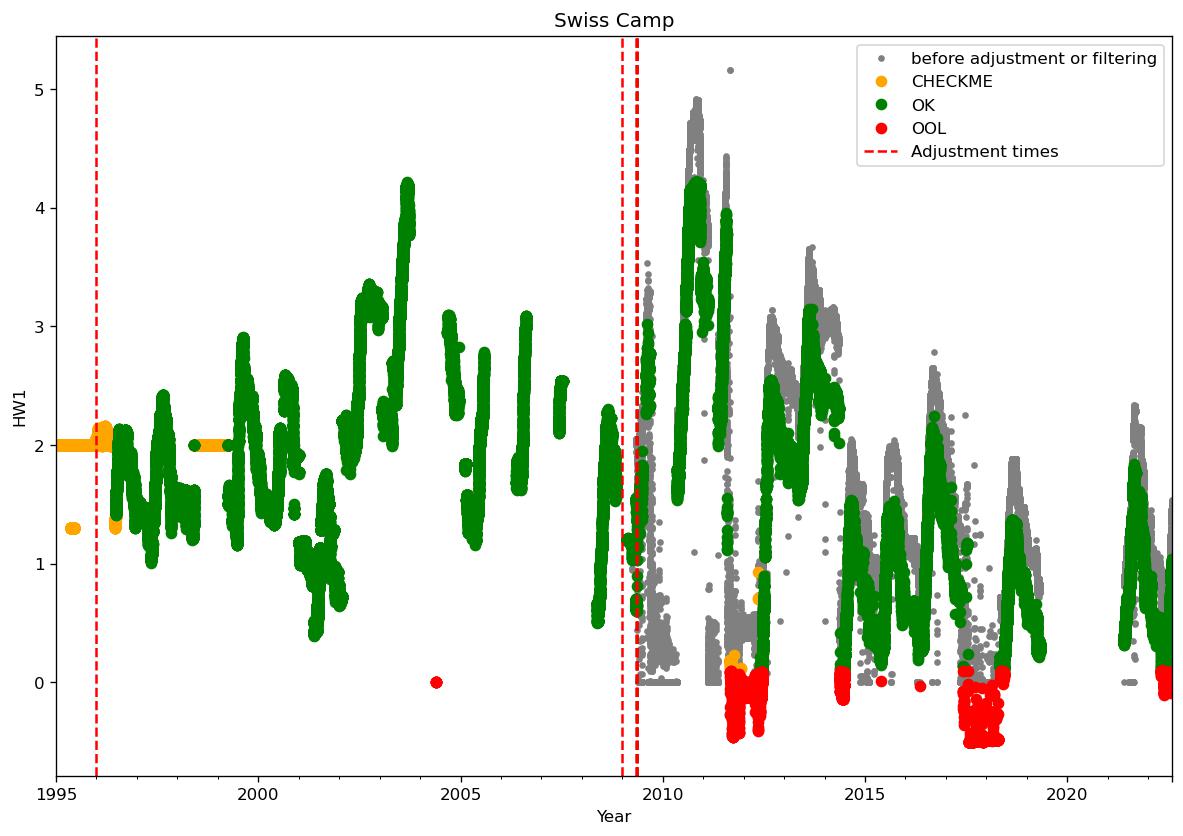 Swiss Camp
before adjustment or filtering
CHECKME
OK
OOL
Adjustment times
HW1
5
4
3
2
1
0
1995 2000 2005 2010 2015 2020
Year